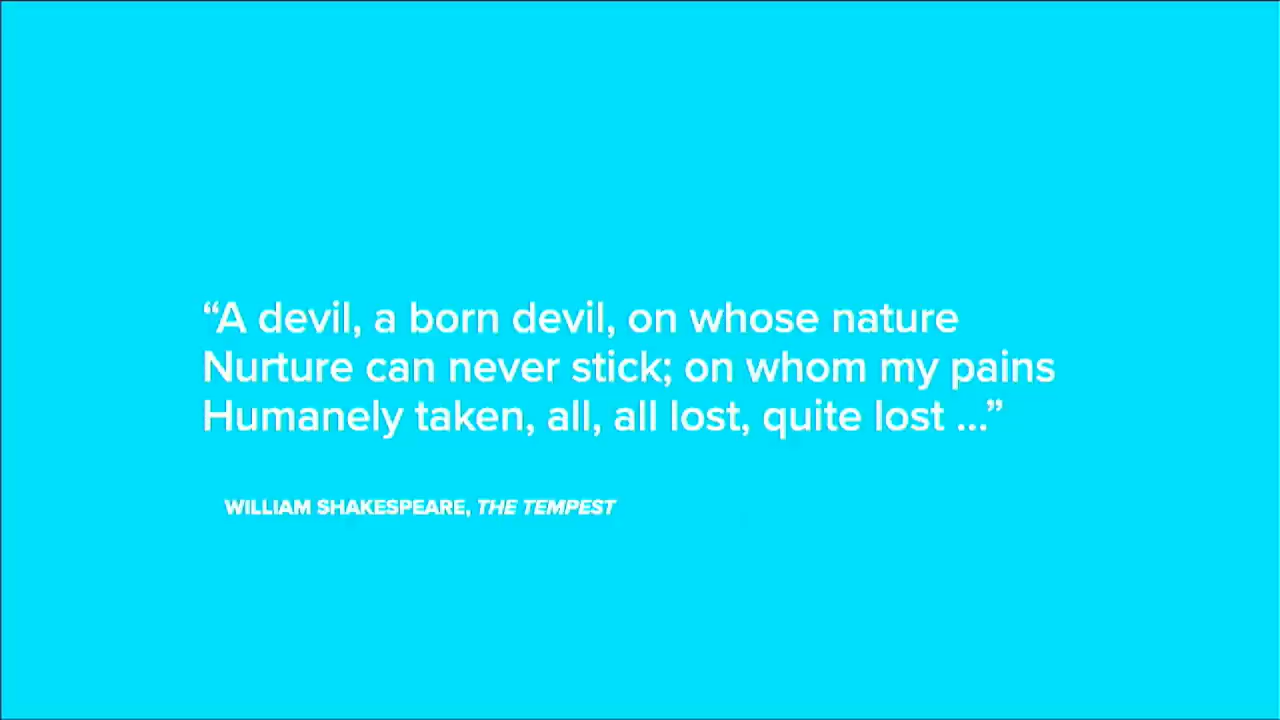 “A devil, a born devil, on whose nature
Nurture can never stick; on whom my pains
Humanely taken, all, all lost, quite lost ...”
WILLIAM SHAKESPEARE, THE TEMPEST